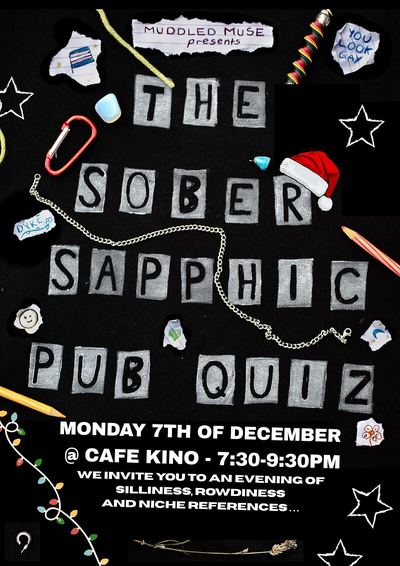 MUDDLED MUSE
presents
YOU
LOOK
GAY
THE
SOBER
DYKE
SAPPHIC
PUB QUIZ
MONDAY 7TH OF DECEMBER
@ CAFE KINO - 7:30-9:30PM
WE INVITE YOU TO AN EVENING OF
SILLINESS, ROWDINESS
AND NICHE REFERENCES...